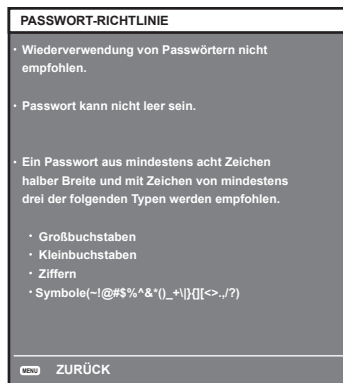 PASSWORT-RICHTLINIE
· Wiederverwendung von Passwörtern nicht
empfohlen.
· Passwort kann nicht leer sein.
· Ein Passwort aus mindestens acht Zeichen
halber Breite und mit Zeichen von mindestens
drei der folgenden Typen werden empfohlen.
· Großbuchstaben
· Kleinbuchstaben
· Ziffern
· Symbole(~!@#$%^&*()_+\|}{][<>.,/?)
MENU ZURÜCK